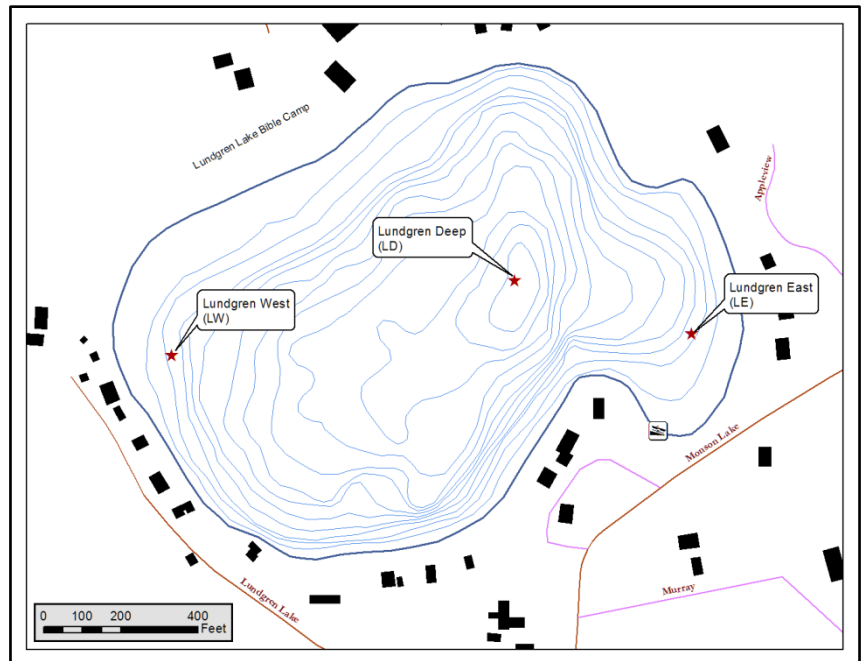 Lundgren Lake Bible Camp
Appleview
Lundgren Deep
(LD)
Lundgren East
(LE)
Lundgren West
(LW)
Monson Lake
Lundgren Lake
Murray
0 100 200 400
Feet